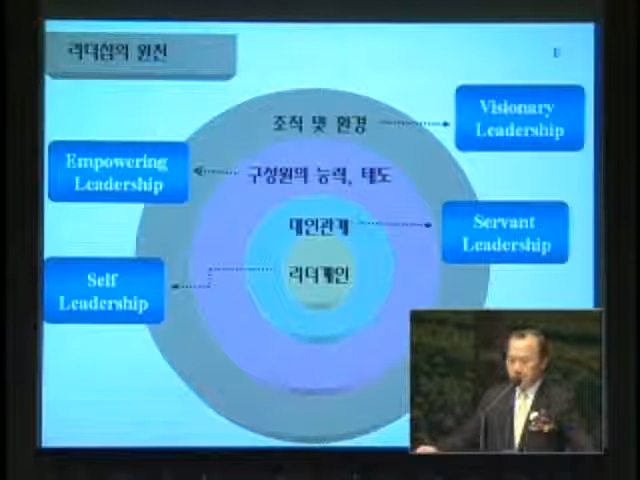 리더십의 원천
조직 및 환경
Visionary
Leadership
Empowering
Leadership
구성원의 능력, 태도
대인관계
Servant
Leadership
Self
Leadership
리더개인